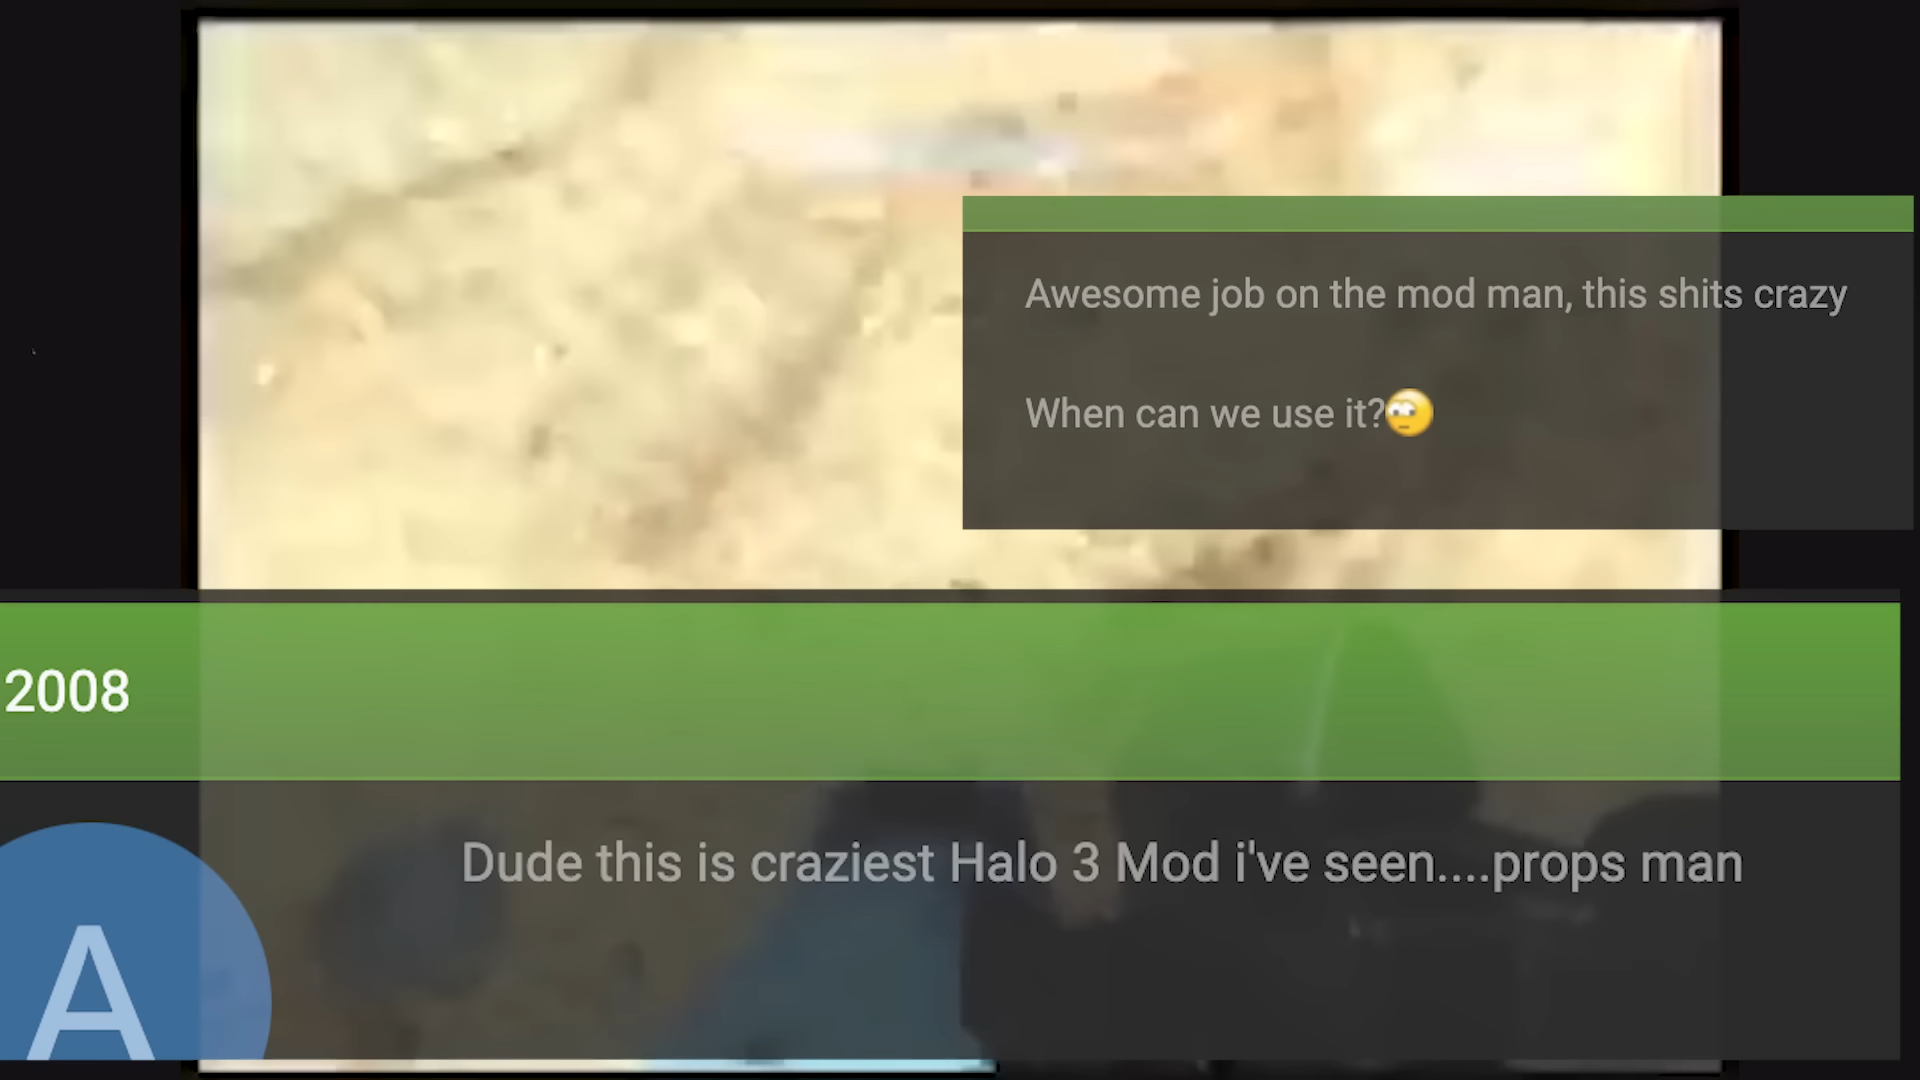 Awesome job on the mod man, this shits crazy
When can we use it?🙄
2008
A
Dude this is craziest Halo 3 Mod i've seen....props man